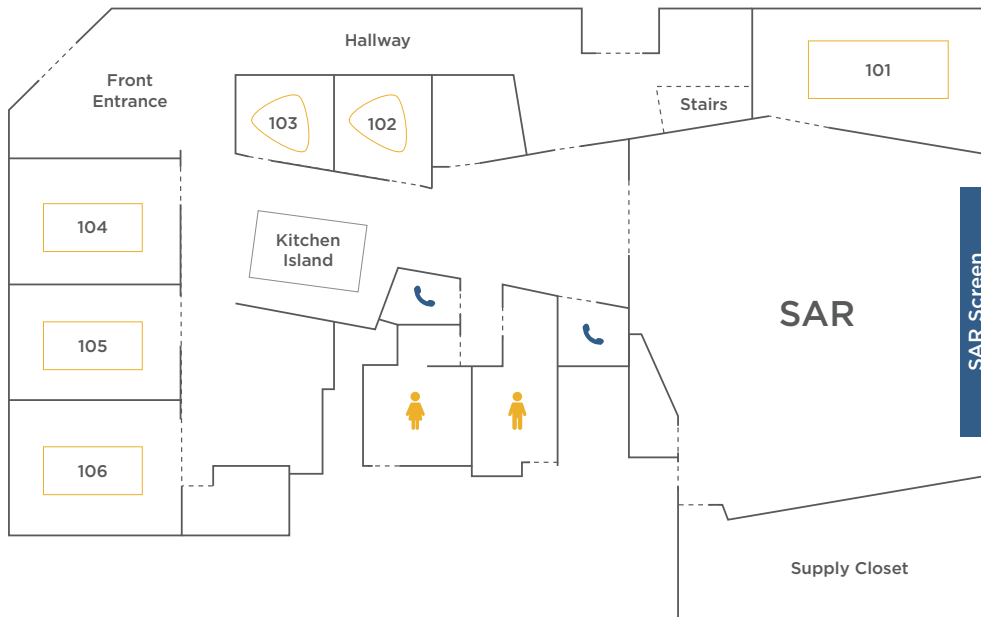 Hallway
101
Front
Entrance
Stairs
103
102
104
Kitchen
Island
SAR
SAR Screen
105
106
Supply Closet